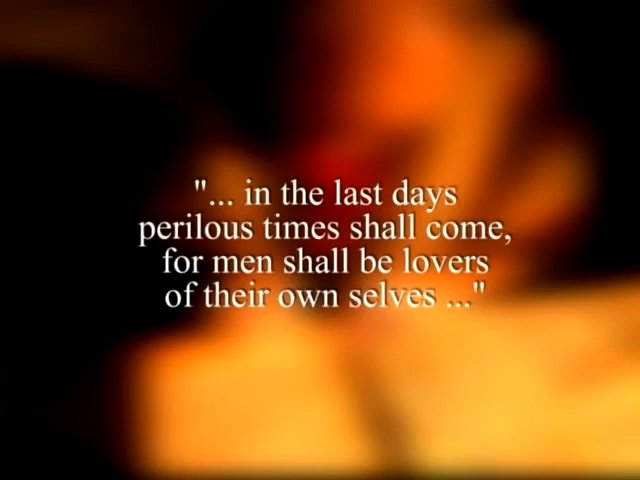 "... in the last days
perilous times shall come,
for men shall be lovers
of their own selves ..."